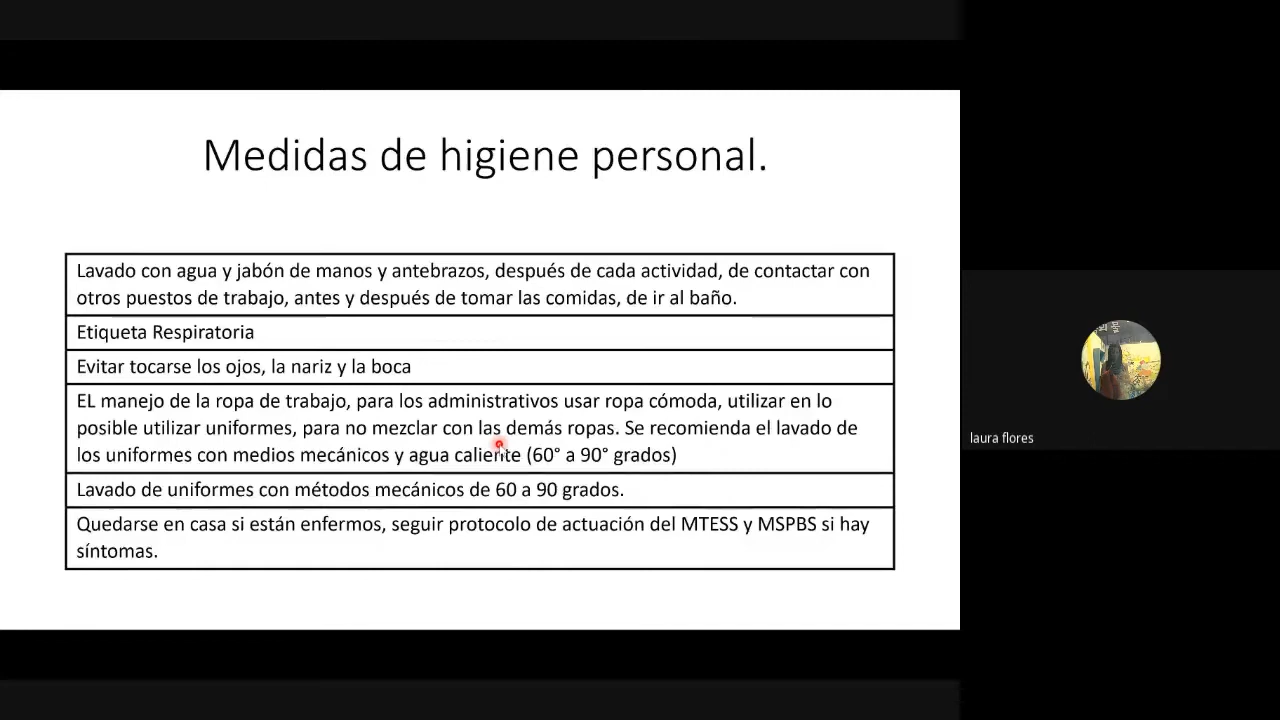 Medidas de higiene personal.
Lavado con agua y jabón de manos y antebrazos, después de cada actividad, de contactar con
otros puestos de trabajo, antes y después de tomar las comidas, de ir al baño.
Etiqueta Respiratoria
Evitar tocarse los ojos, la nariz y la boca
EL manejo de la ropa de trabajo, para los administrativos usar ropa cómoda, utilizar en lo
posible utilizar uniformes, para no mezclar con las demás ropas. Se recomienda el lavado de
los uniformes con medios mecánicos y agua caliente (60° a 90° grados)
Lavado de uniformes con métodos mecánicos de 60 a 90 grados.
Quedarse en casa si están enfermos, seguir protocolo de actuación del MTESS y MSPBS si hay
síntomas.
laura flores